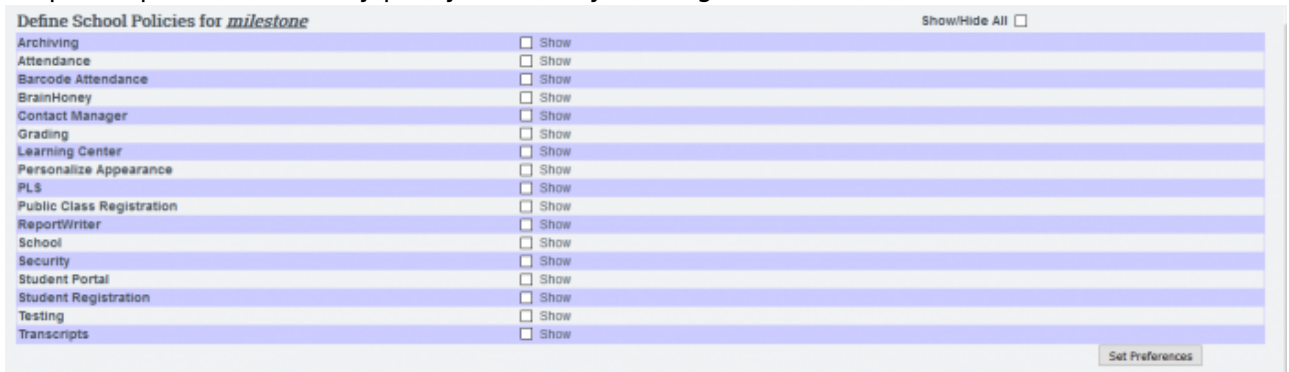 Define School Policies for milestone Show/Hide All
Archiving Show
Attendance Show
Barcode Attendance Show
BrainHoney Show
Contact Manager Show
Grading Show
Learning Center Show
Personalize Appearance Show
PLS Show
Public Class Registration Show
ReportWriter Show
School Show
Security Show
Student Portal Show
Student Registration Show
Testing Show
Transcripts Show
Set Preferences